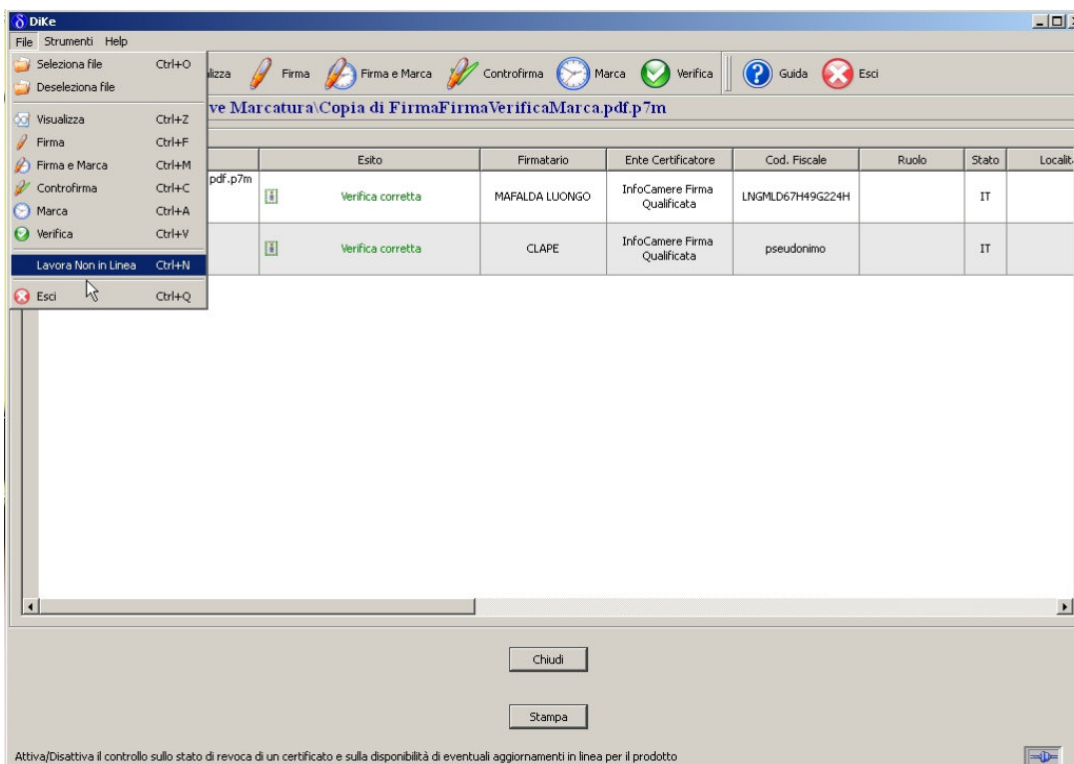 δ DiKe
File Strumenti Help
Seleziona file Ctrl+O
Deseleziona file
Visualizza Ctrl+Z
Firma Ctrl+F
Firma e Marca Ctrl+M
Controfirma Ctrl+C
Marca Ctrl+A
Verifica Ctrl+V
Lavora Non in Linea Ctrl+N
Esci Ctrl+Q
lizza Firma Firma e Marca Controfirma Marca Verifica Guida Esci
ve Marcatura\Copia di FirmaFirmaVerificaMarca.pdf.p7m
Esito Firmatario Ente Certificatore Cod. Fiscale Ruolo Stato Localit
pdf.p7m
Verifica corretta MAFALDA LUONGO InfoCamere Firma Qualificata LNGMLD67H49G224H IT
Verifica corretta CLAPE InfoCamere Firma Qualificata pseudonimo IT
Chiudi
Stampa
Attiva/Disattiva il controllo sullo stato di revoca di un certificato e sulla disponibilità di eventuali aggiornamenti in linea per il prodotto